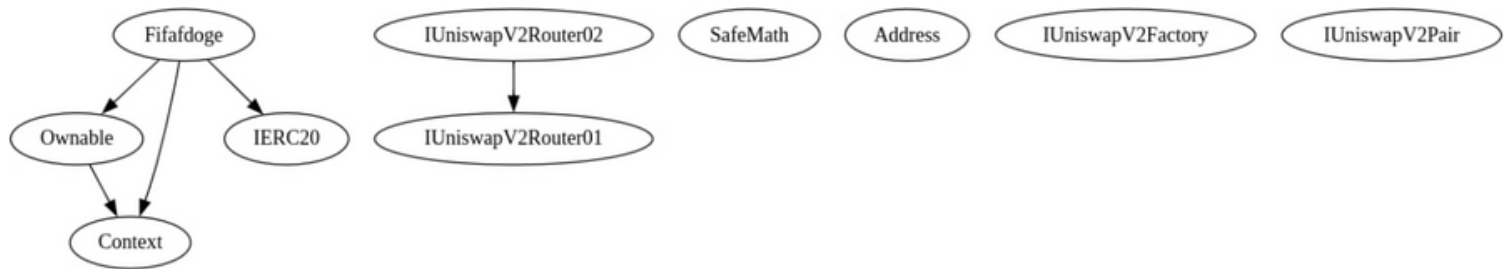 Fifafdoge
IUniswapV2Router02
SafeMath
Address
IUniswapV2Factory
IUniswapV2Pair
Ownable
IERC20
IUniswapV2Router01
Context